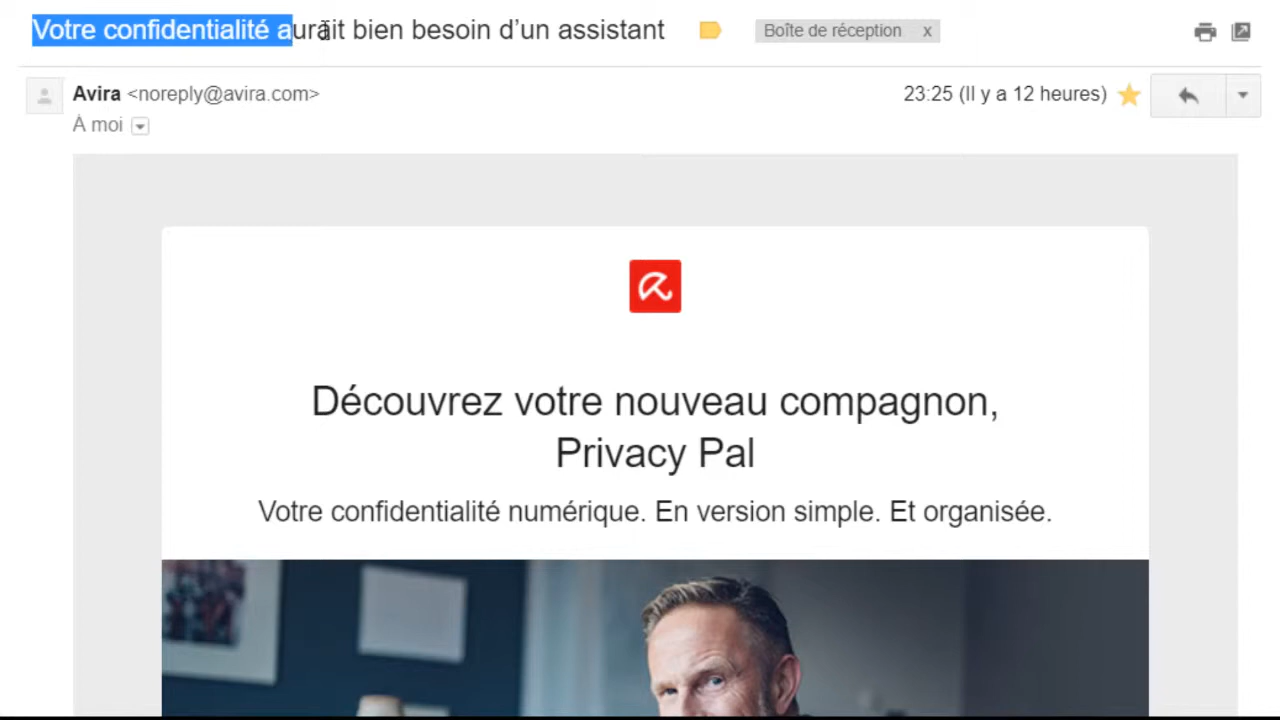 Votre confidentialité aurait bien besoin d’un assistant
Boîte de réception x
Avira <noreply@avira.com>
23:25 (Il y a 12 heures)
À moi
Découvrez votre nouveau compagnon,
Privacy Pal
Votre confidentialité numérique. En version simple. Et organisée.